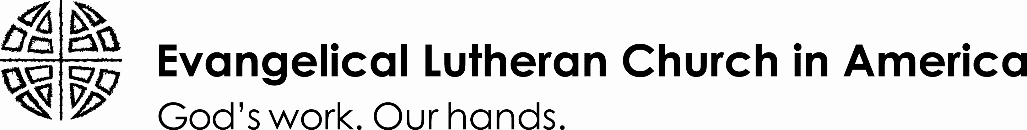 Evangelical Lutheran Church in America
God's work. Our hands.